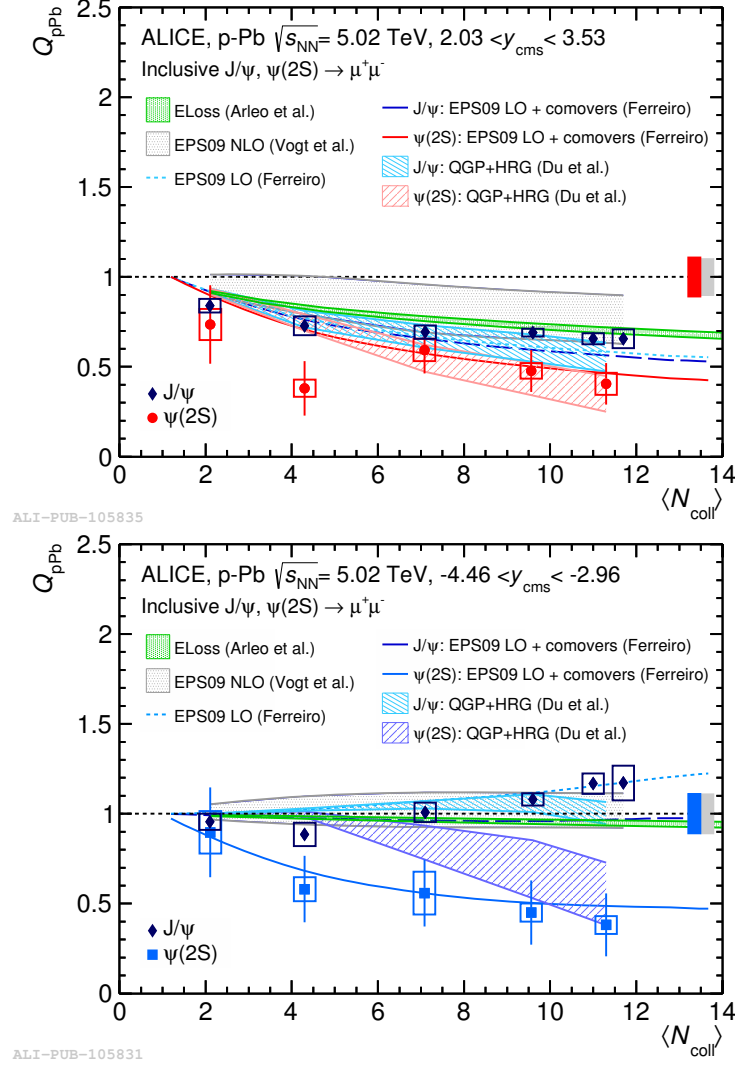 Q_pPb
2.5
ALICE, p-Pb √s_NN = 5.02 TeV, 2.03 <y_cms< 3.53
Inclusive J/ψ, ψ(2S) → μ⁺μ⁻
2
ELoss (Arleo et al.)
EPS09 NLO (Vogt et al.)
EPS09 LO (Ferreiro)
J/ψ: EPS09 LO + comovers (Ferreiro)
ψ(2S): EPS09 LO + comovers (Ferreiro)
J/ψ: QGP+HRG (Du et al.)
ψ(2S): QGP+HRG (Du et al.)
1.5
1
0.5
J/ψ
ψ(2S)
0
0 2 4 6 8 10 12 14
⟨N_coll⟩
ALI-PUB-105835
Q_pPb
2.5
ALICE, p-Pb √s_NN = 5.02 TeV, -4.46 <y_cms< -2.96
Inclusive J/ψ, ψ(2S) → μ⁺μ⁻
2
ELoss (Arleo et al.)
EPS09 NLO (Vogt et al.)
EPS09 LO (Ferreiro)
J/ψ: EPS09 LO + comovers (Ferreiro)
ψ(2S): EPS09 LO + comovers (Ferreiro)
J/ψ: QGP+HRG (Du et al.)
ψ(2S): QGP+HRG (Du et al.)
1.5
1
0.5
J/ψ
ψ(2S)
0
0 2 4 6 8 10 12 14
⟨N_coll⟩
ALI-PUB-105831